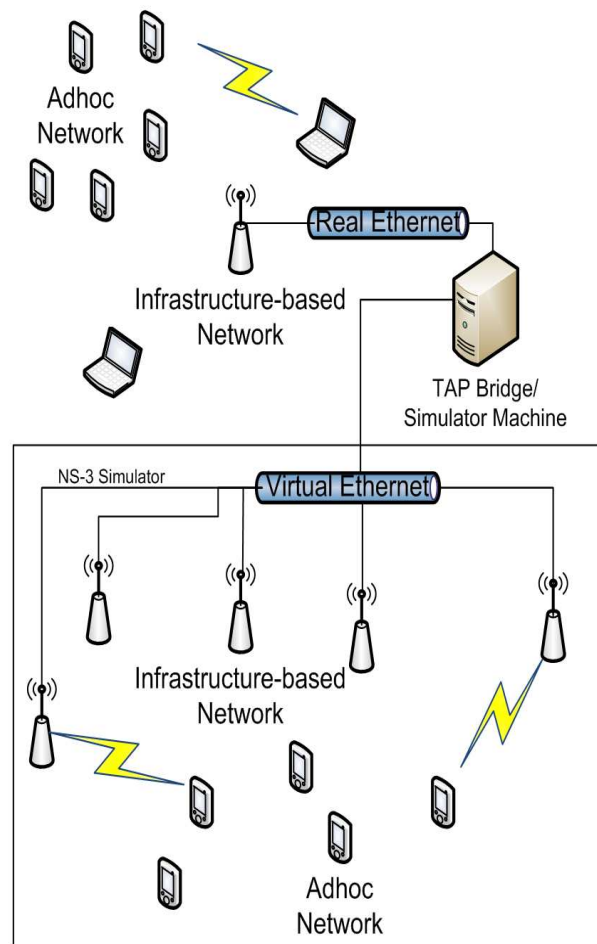 Adhoc
Network
Real Ethernet
Infrastructure-based
Network
TAP Bridge/
Simulator Machine
NS-3 Simulator
Virtual Ethernet
Infrastructure-based
Network
Adhoc
Network